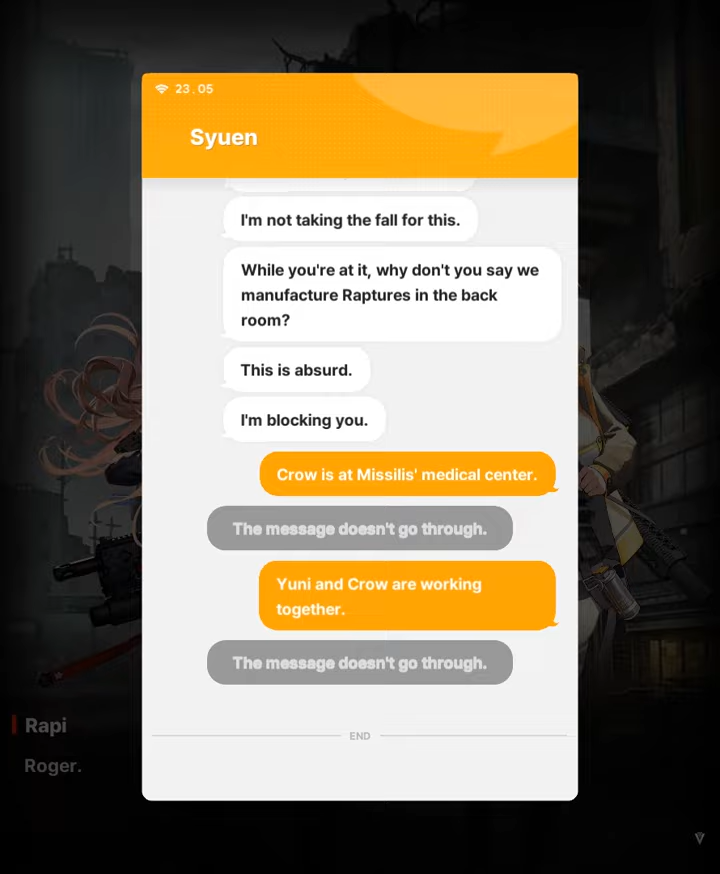 23.05
Syuen
I'm not taking the fall for this.
While you're at it, why don't you say we
manufacture Raptures in the back
room?
This is absurd.
I'm blocking you.
Crow is at Missilis' medical center.
The message doesn't go through.
Yuni and Crow are working
together.
The message doesn't go through.
END
Rapi
Roger.